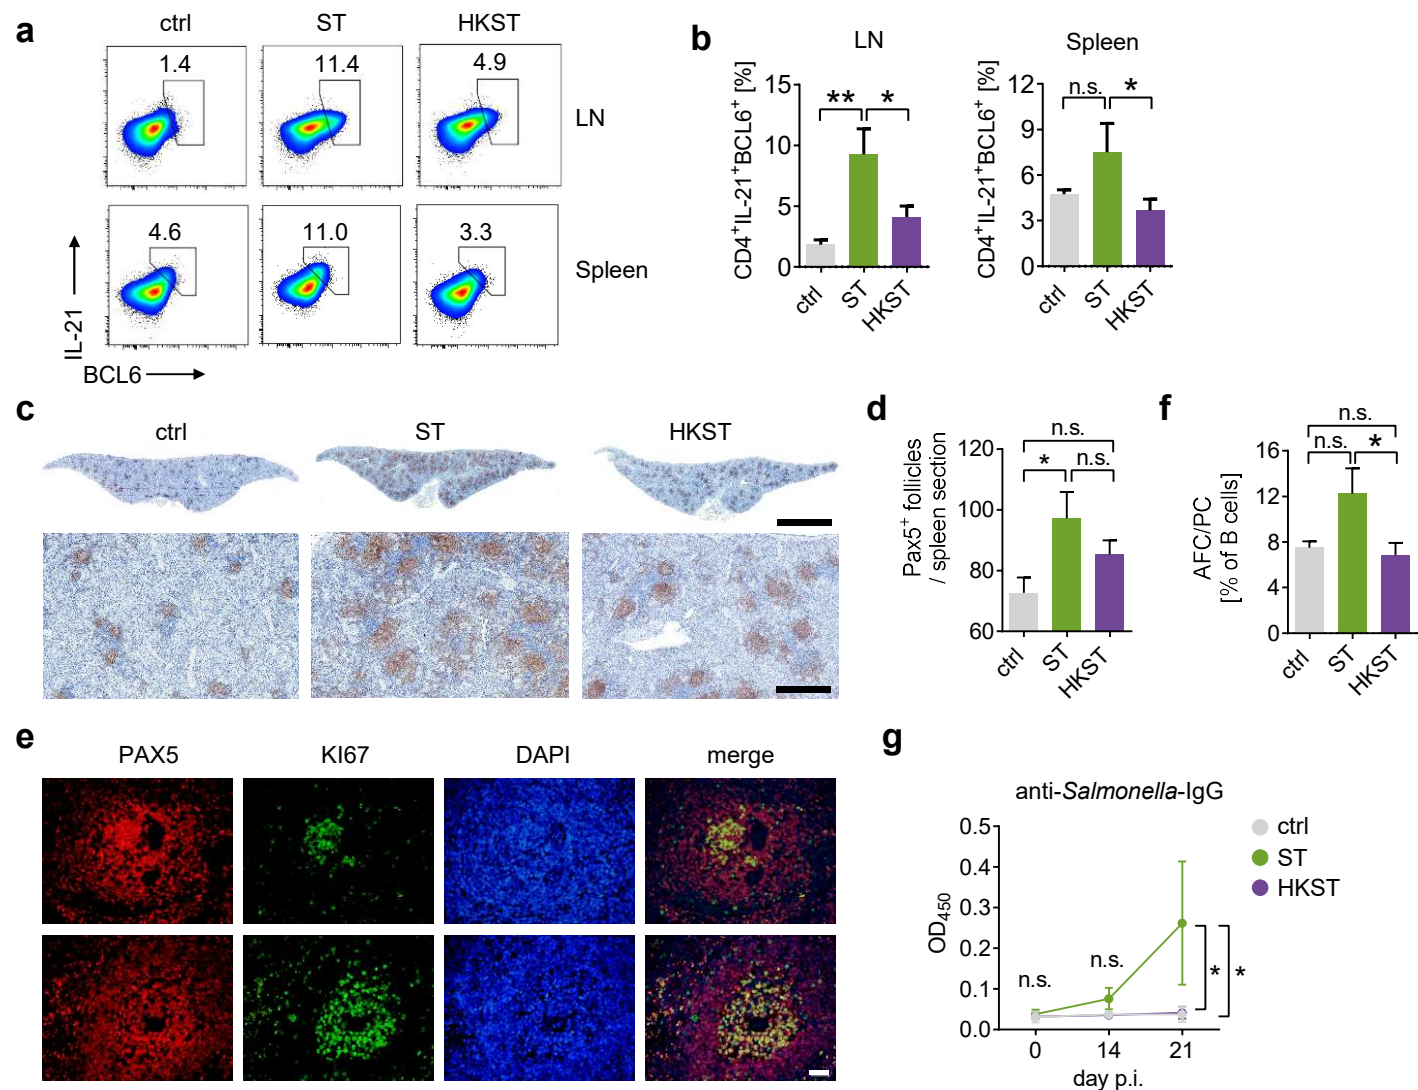 a
ctrl ST HKST
1.4 11.4 4.9
LN
4.6 11.0 3.3
Spleen
IL-21
BCL6
b
LN
CD4+IL-21+BCL6+ [%]
15
10
5
0
** *
ctrl ST HKST
Spleen
CD4+IL-21+BCL6+ [%]
12
9
6
3
0
n.s. *
ctrl ST HKST
c
ctrl ST HKST
d
Pax5+ follicles
/ spleen section
120
100
80
60
n.s.
* n.s.
ctrl ST HKST
f
AFC/PC
[% of B cells]
16
12
8
4
0
n.s.
n.s. *
ctrl ST HKST
e
PAX5 KI67 DAPI merge
g
anti-Salmonella-IgG
OD450
0.5
0.4
0.3
0.2
0.1
0.0
n.s. n.s. * *
0 14 21
day p.i.
ctrl
ST
HKST